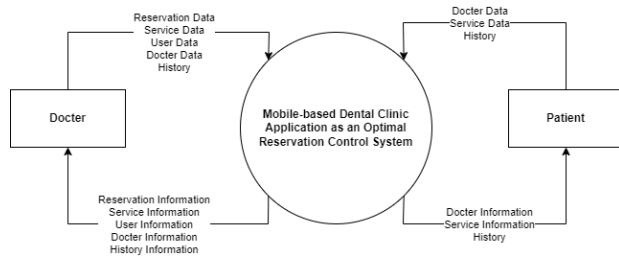 Reservation Data
Service Data
User Data
Docter Data
History
Docter Data
Service Data
History
Docter
Mobile-based Dental Clinic
Application as an Optimal
Reservation Control System
Patient
Reservation Information
Service Information
User Information
Docter Information
History Information
Docter Information
Service Information
History